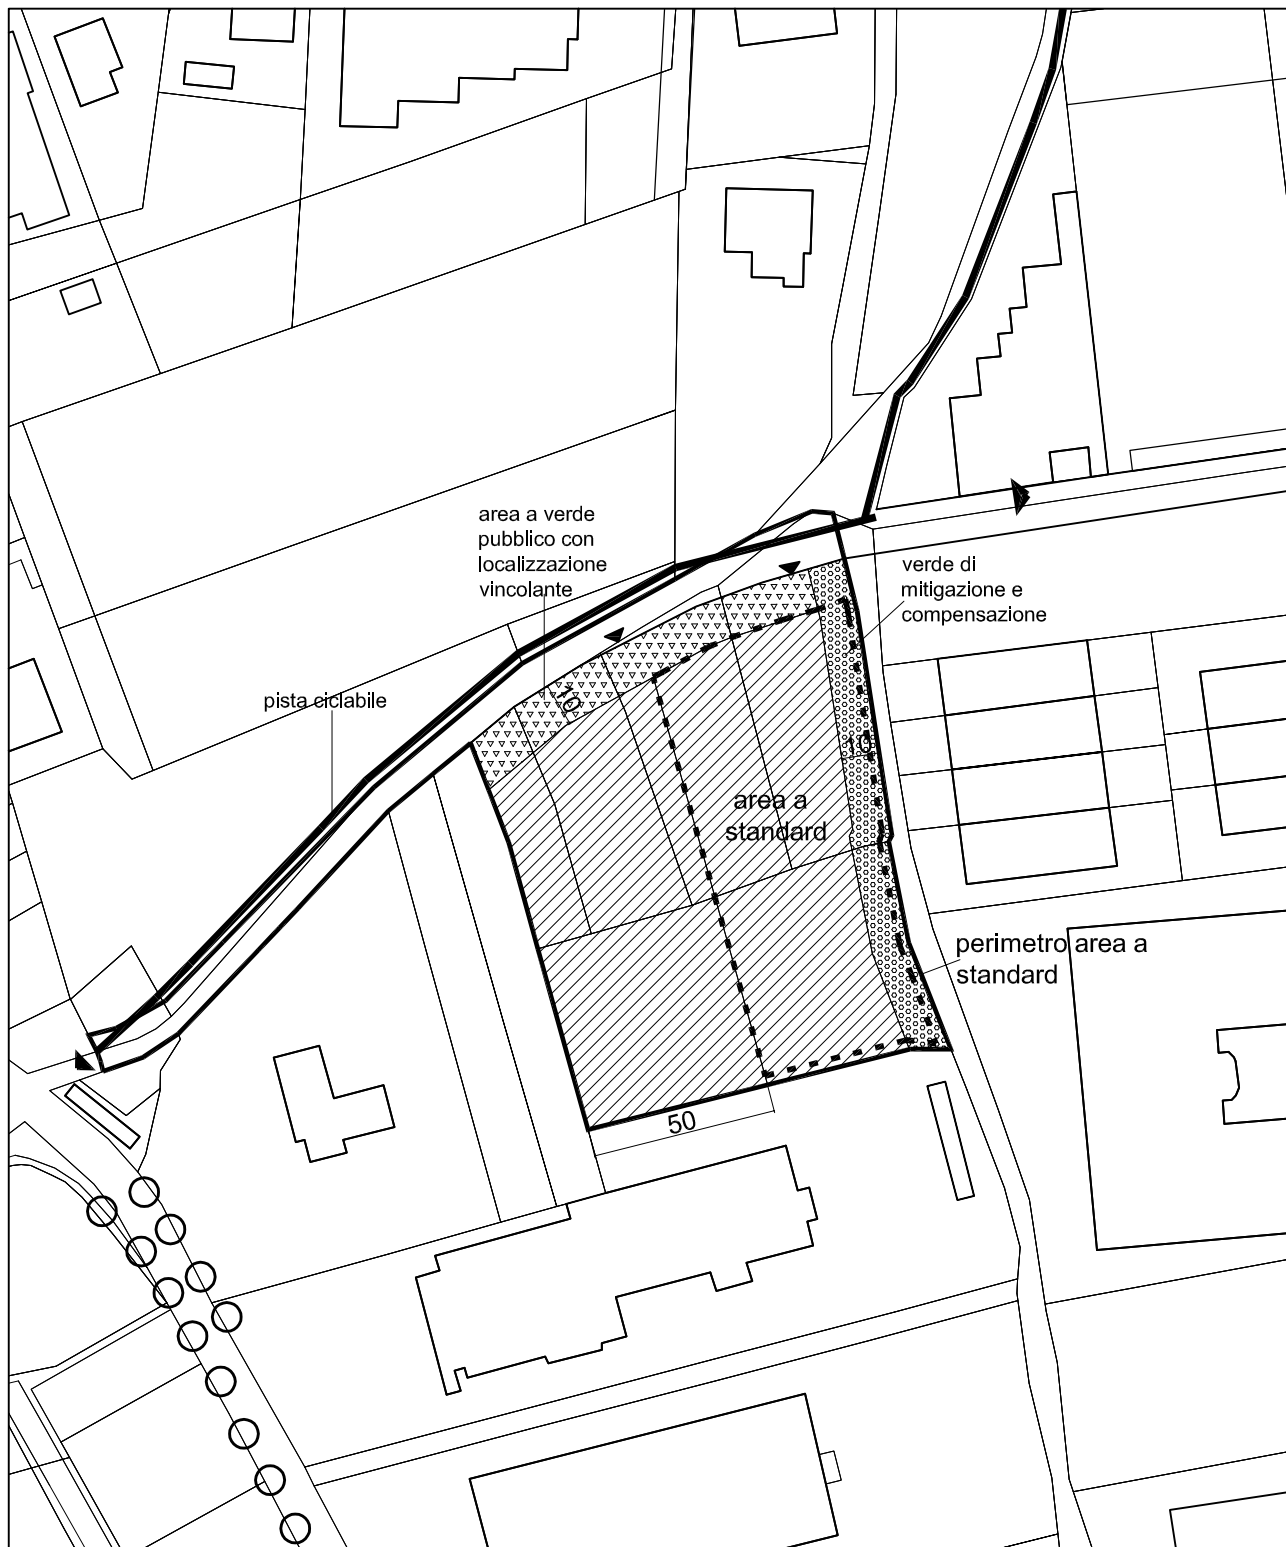 area a verde
pubblico con
localizzazione
vincolante
verde di
mitigazione e
compensazione
pista ciclabile
10
10
area a
standard
perimetro area a
standard
50